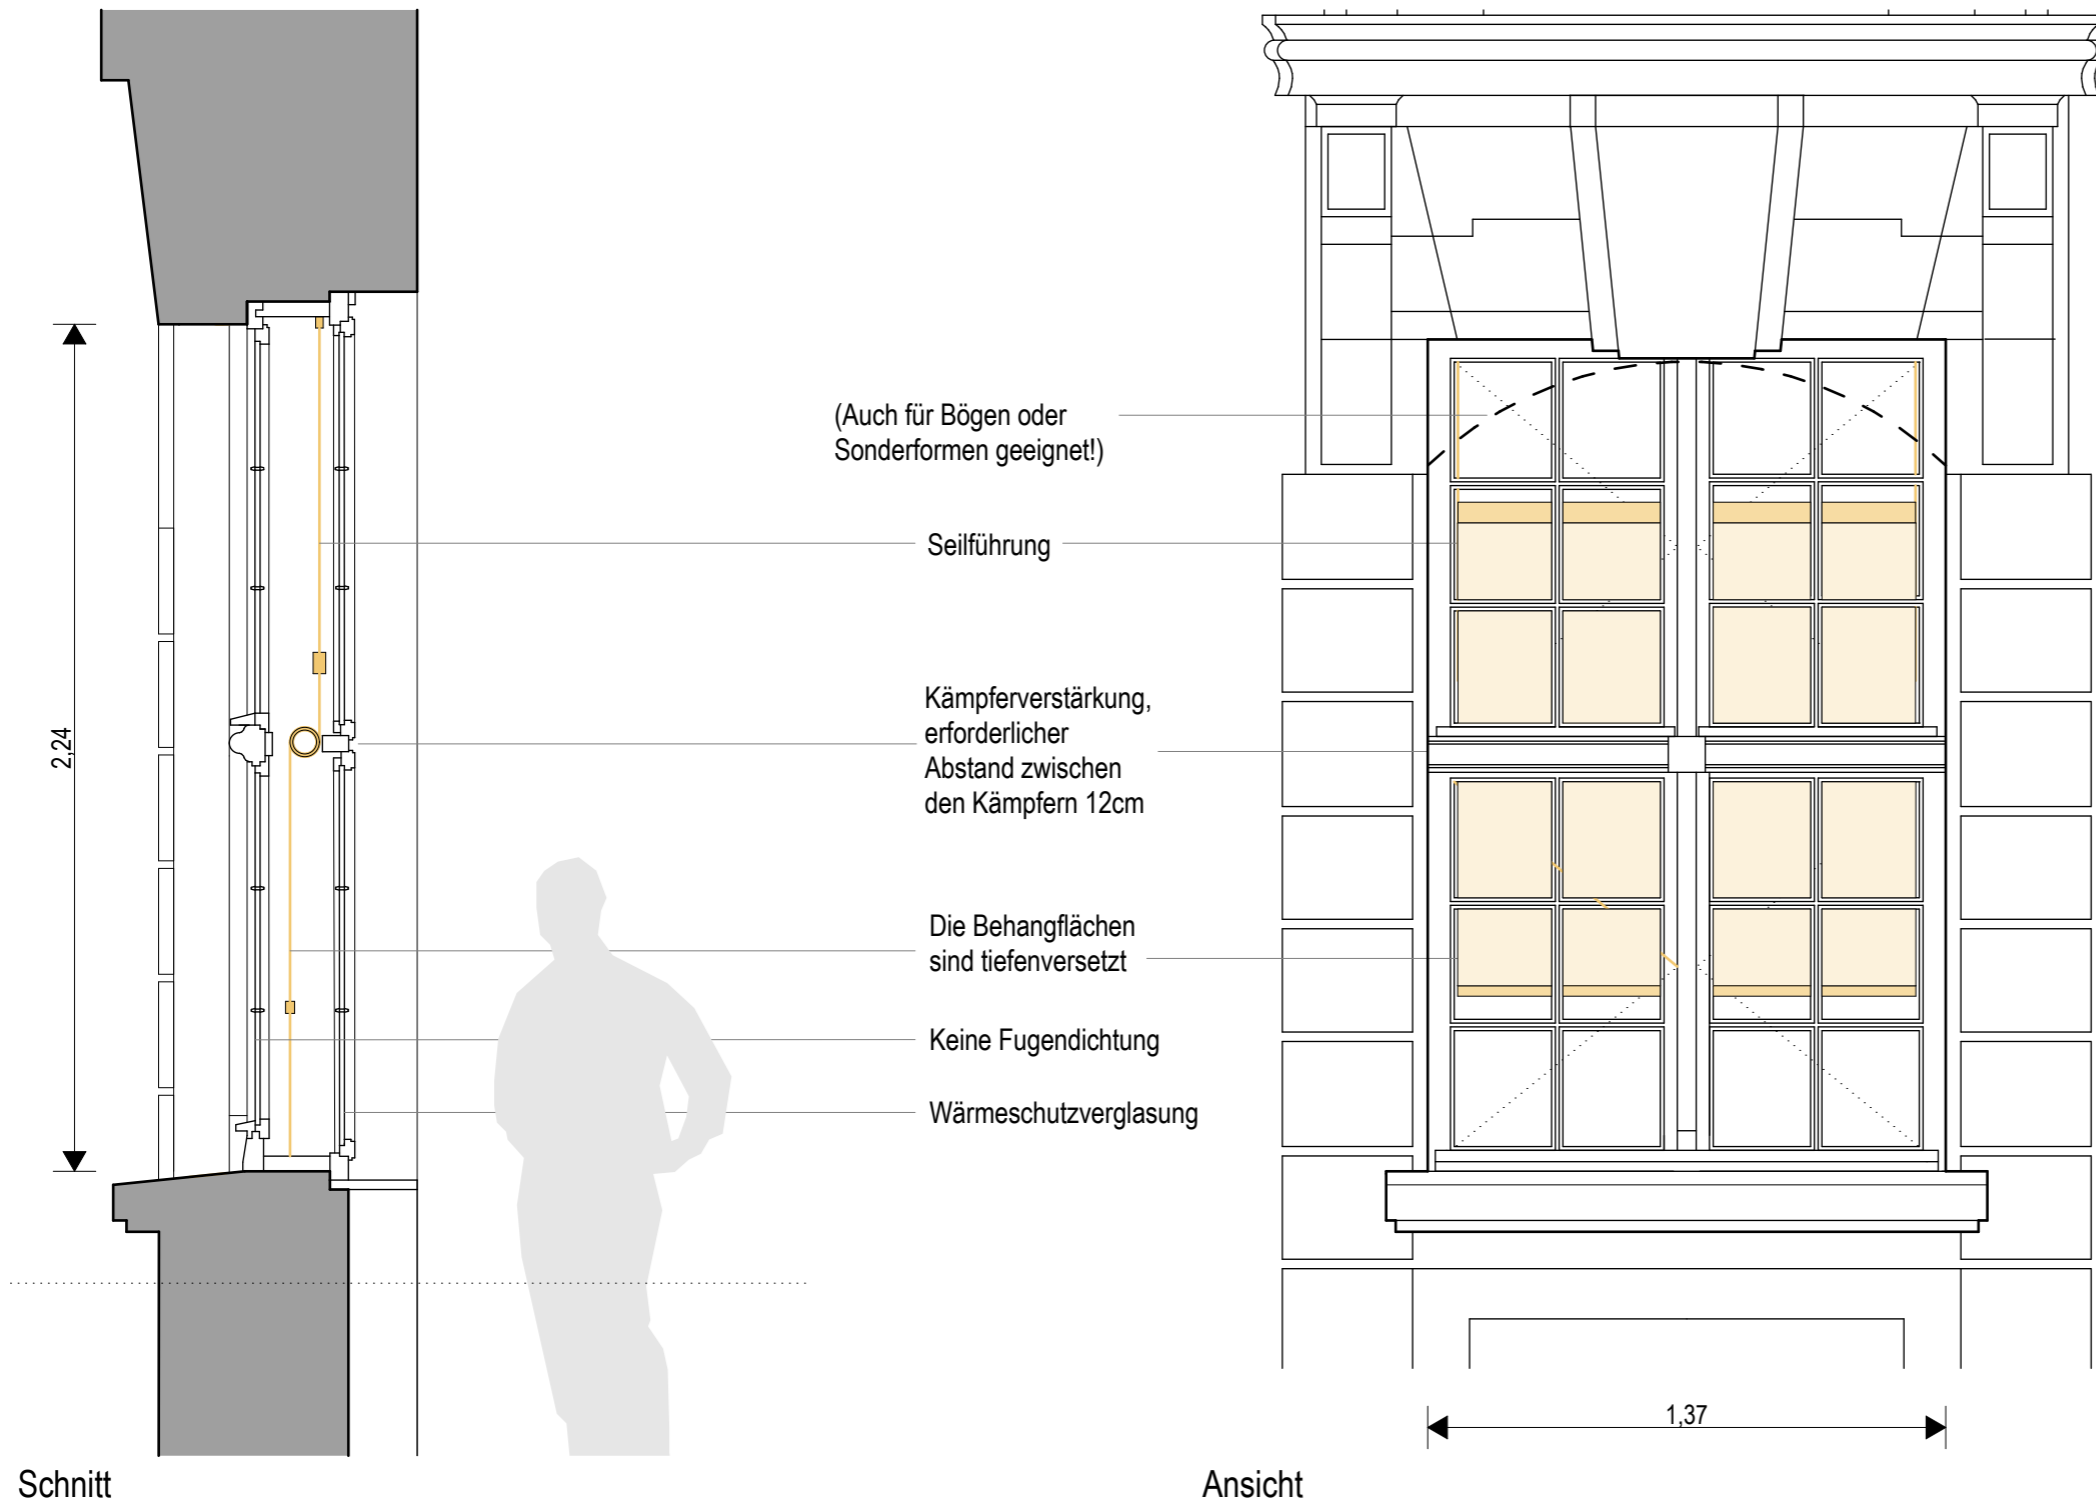 (Auch für Bögen oder
Sonderformen geeignet!)
Seilführung
Kämpferverstärkung,
erforderlicher
Abstand zwischen
den Kämpfern 12cm
2,24
Die Behangflächen
sind tiefenversetzt
Keine Fugendichtung
Wärmeschutzverglasung
1,37
Schnitt
Ansicht